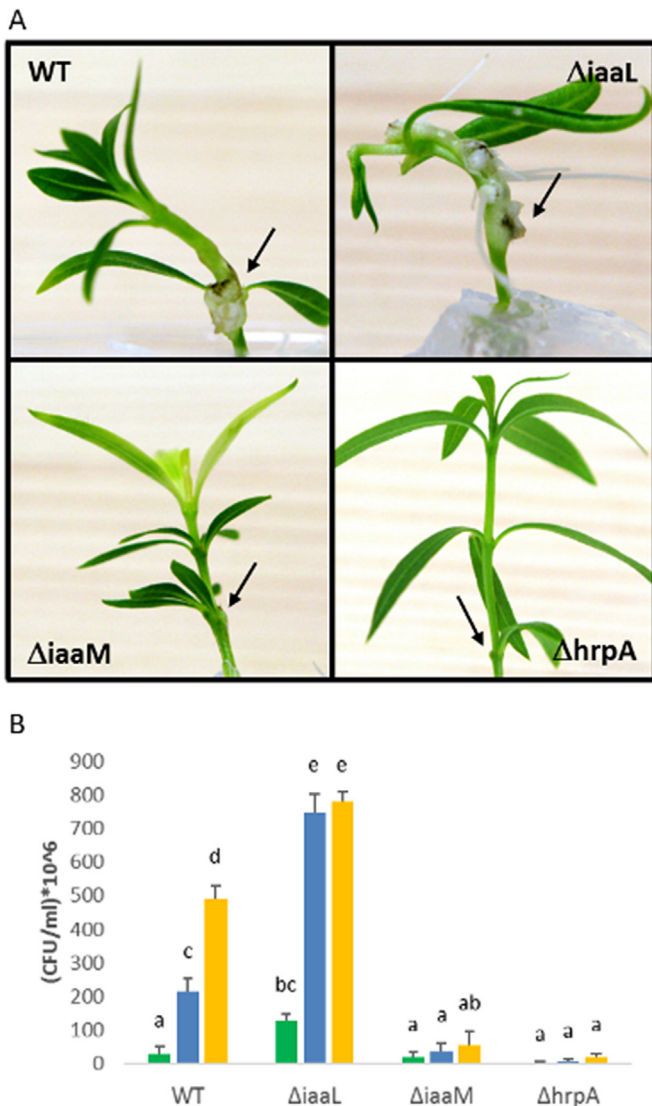 A
WT
ΔiaaL
ΔiaaM
ΔhrpA
B
(CFU/ml)*10^6
900
800
700
600
500
400
300
200
100
0
a
c
d
bc
e
e
a
a
ab
a
a
a
WT
ΔiaaL
ΔiaaM
ΔhrpA